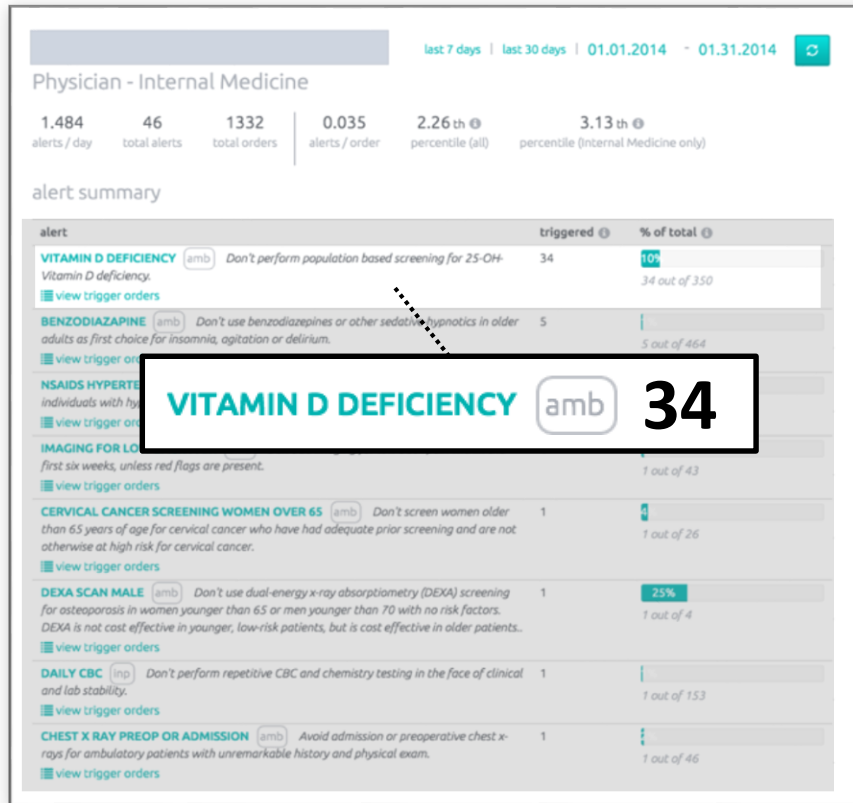 last 7 days | last 30 days | 01.01.2014 - 01.31.2014
Physician - Internal Medicine
1.484 46 1332 0.035 2.26 th 3.13 th
alerts / day total alerts total orders alerts / order percentile (all) percentile (Internal Medicine only)
alert summary
alert triggered % of total
VITAMIN D DEFICIENCY amb Don't perform population based screening for 25-OH- 34 10%
Vitamin D deficiency. 34 out of 350
view trigger orders
BENZODIAZAPINE amb Don't use benzodiazepines or other sedative hypnotics in older 5
adults as first choice for insomnia, agitation or delirium. 5 out of 464
view trigger
NSAIDS
individuals with
view trigger
VITAMIN D DEFICIENCY amb 34
IMAGING FOR
first six weeks, unless red flags are present. 1 out of 43
view trigger orders
CERVICAL CANCER SCREENING WOMEN OVER 65 amb Don't screen women older 1 4
than 65 years of age for cervical cancer who have had adequate prior screening and are not 1 out of 26
otherwise at high risk for cervical cancer.
view trigger orders
DEXA SCAN MALE amb Don't use dual-energy x-ray absorptiometry (DEXA) screening 1 25%
for osteoporosis in women younger than 65 or men younger than 70 with no risk factors. 1 out of 4
DEXA is not cost effective in younger, low-risk patients, but is cost effective in older patients..
view trigger orders
DAILY CBC inp Don't perform repetitive CBC and chemistry testing in the face of clinical 1
and lab stability. 1 out of 153
view trigger orders
CHEST X RAY PREOP OR ADMISSION amb Avoid admission or preoperative chest x- 1
rays for ambulatory patients with unremarkable history and physical exam. 1 out of 46
view trigger orders